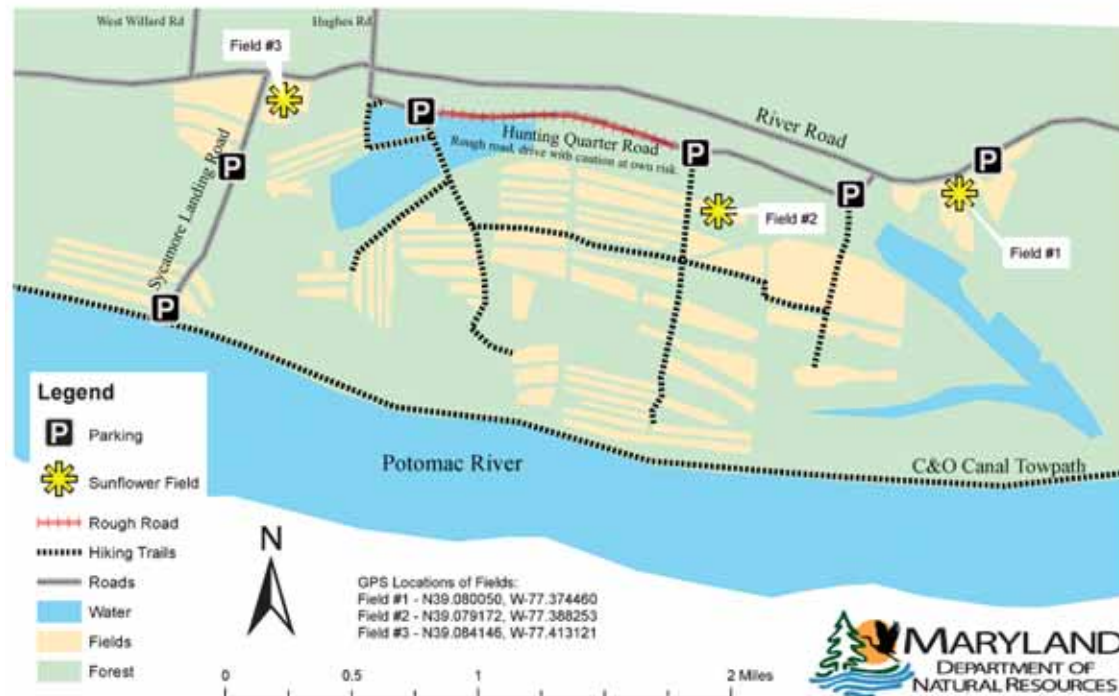 West Willard Rd
Hughes Rd
Field #3
P
River Road
Hunting Quarter Road
Rough road, drive with caution at own risk.
P
P
P
P
Sycamore Landing Road
Field #2
Field #1
P
Legend
P Parking
Sunflower Field
Rough Road
Hiking Trails
Roads
Water
Fields
Forest
Potomac River
C&O Canal Towpath
N
GPS Locations of Fields:
Field #1 - N39.080050, W-77.374460
Field #2 - N39.079172, W-77.388253
Field #3 - N39.084146, W-77.413121
0 0.5 1 2 Miles
MARYLAND
DEPARTMENT OF
NATURAL RESOURCES